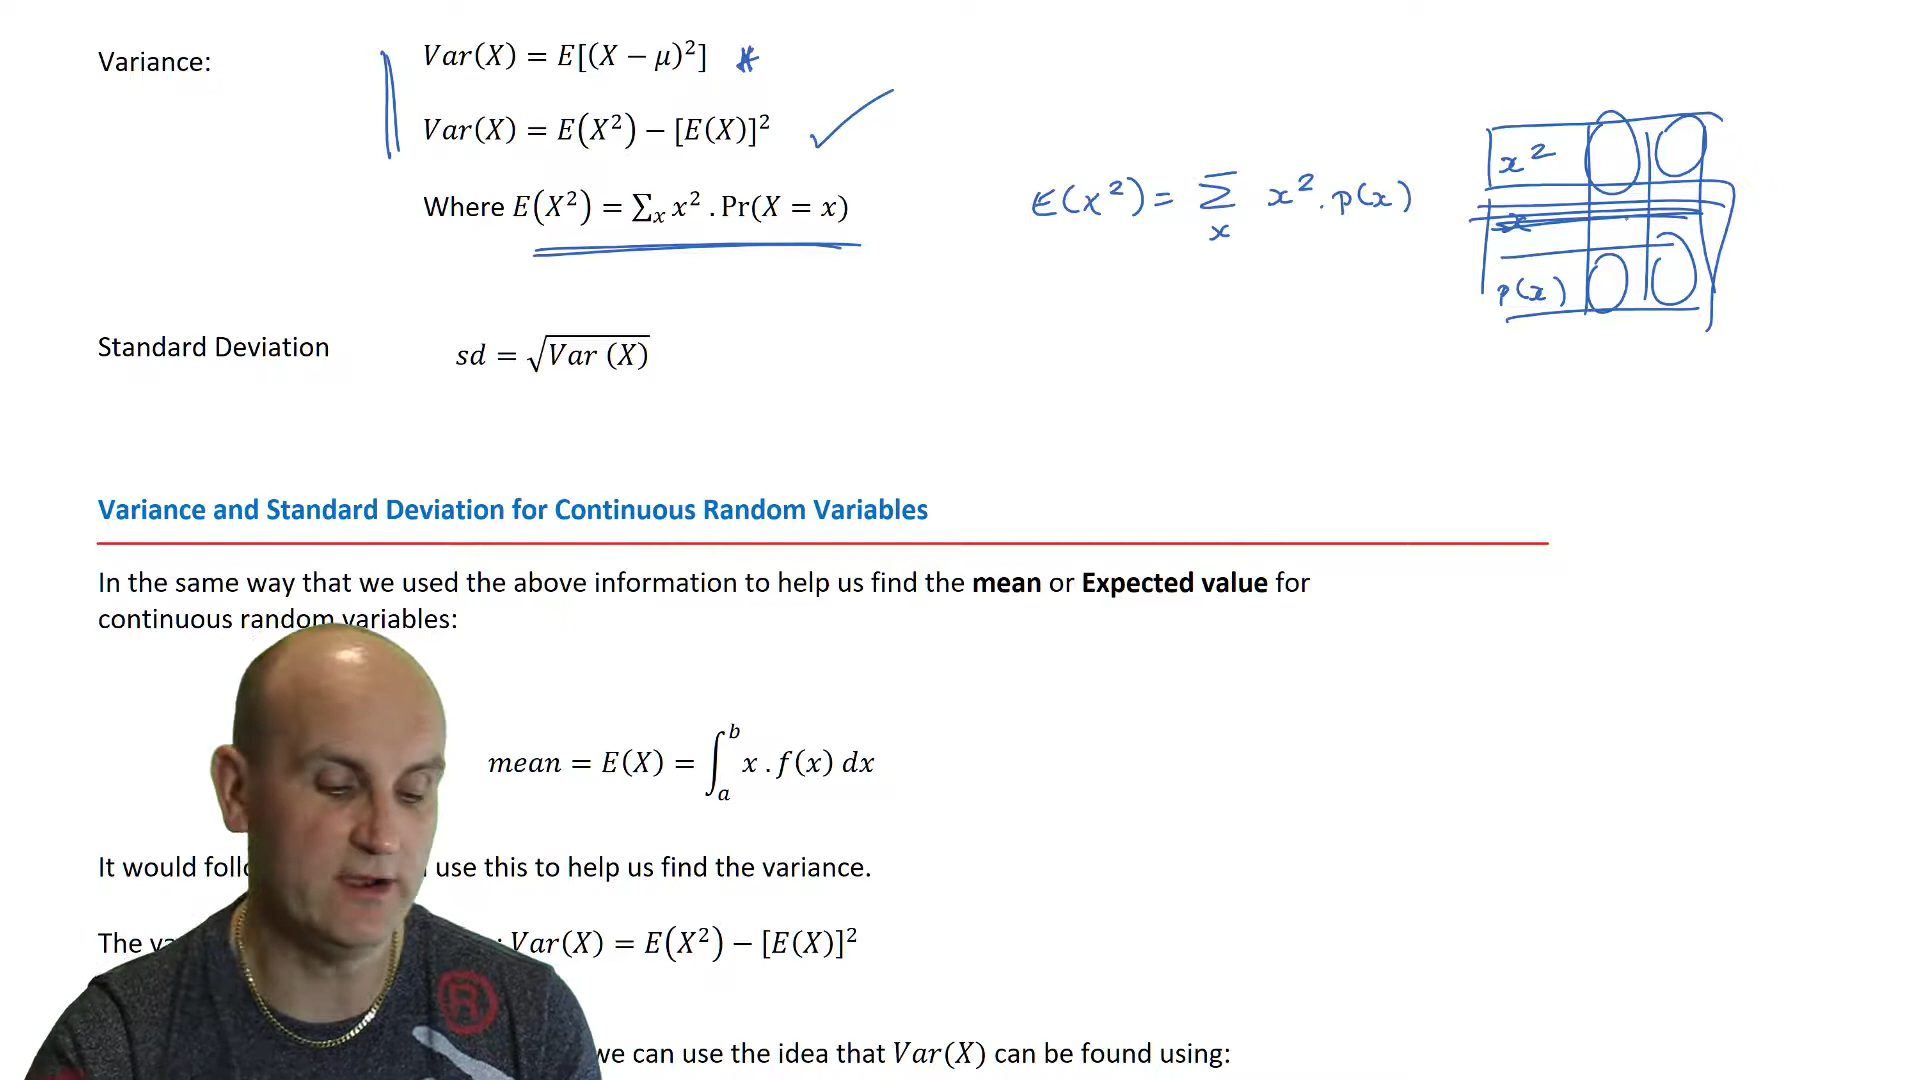 Variance:
Var(X) = E[(X − μ)²] *
Var(X) = E(X²) − [E(X)]² ✓
Where E(X²) = ∑ₓ x² . Pr(X = x)
E(x²) = ∑ₓ x² . p(x)
x²
x
p(x)
Standard Deviation
sd = √Var (X)
Variance and Standard Deviation for Continuous Random Variables
In the same way that we used the above information to help us find the mean or Expected value for
continuous random variables:
mean = E(X) = ∫ₐᵇ x . f(x) dx
It would use this to help us find the variance.
The : Var(X) = E(X²) − [E(X)]²
we can use the idea that Var(X) can be found using:
R